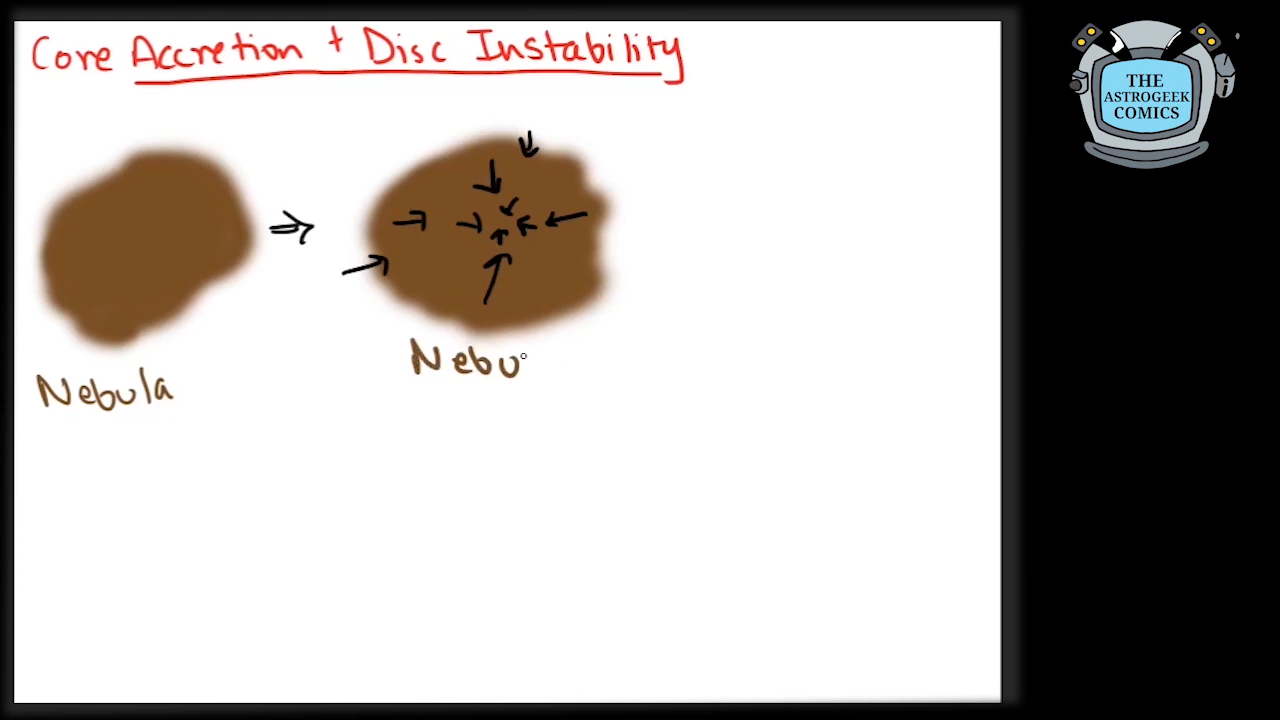 Core Accretion + Disc Instability
Nebula
Nebu
THE
ASTROGEEK
COMICS